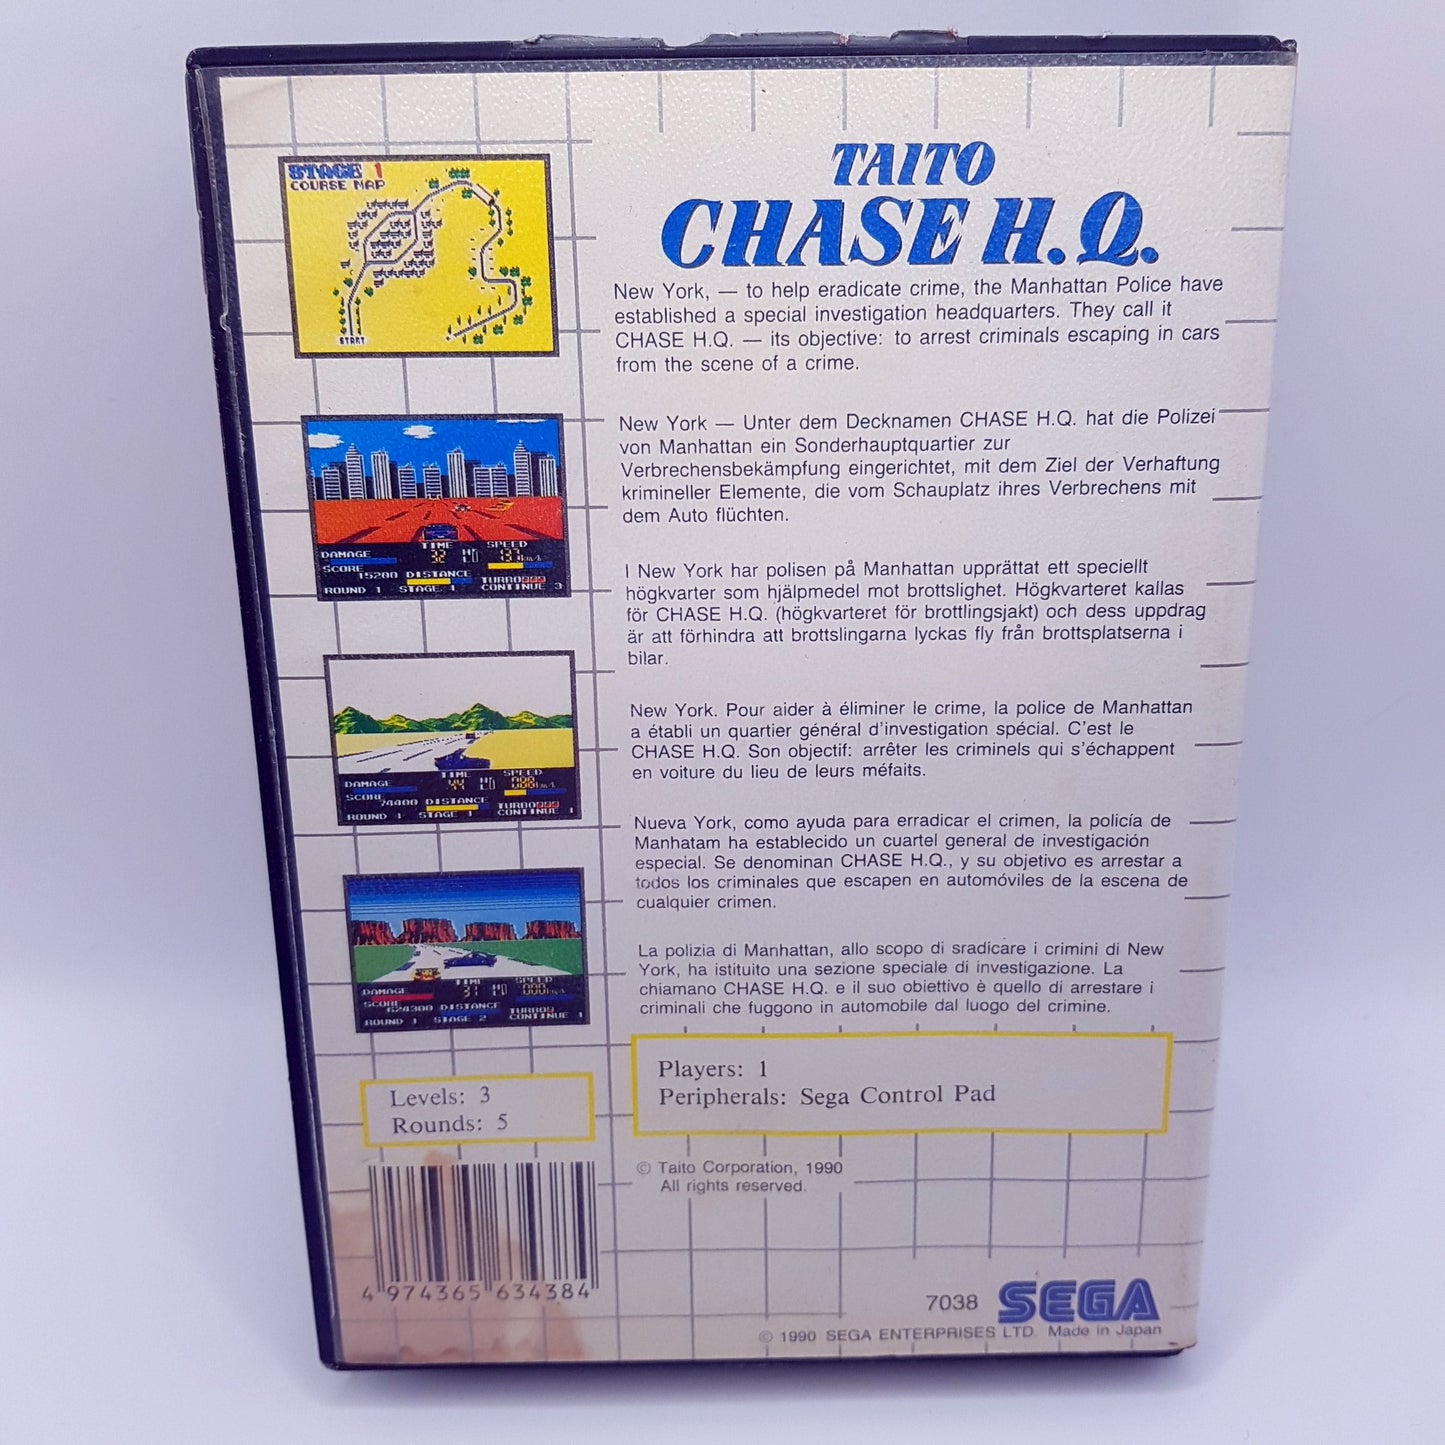 TAITO
CHASE H.Q.
New York, — to help eradicate crime, the Manhattan Police have
established a special investigation headquarters. They call it
CHASE H.Q. — its objective: to arrest criminals escaping in cars
from the scene of a crime.
New York — Unter dem Decknamen CHASE H.Q. hat die Polizei
von Manhattan ein Sonderhauptquartier zur
Verbrechensbekämpfung eingerichtet, mit dem Ziel der Verhaftung
krimineller Elemente, die vom Schauplatz ihres Verbrechens mit
dem Auto flüchten.
I New York har polisen på Manhattan upprättat ett speciellt
högkvarter som hjälpmedel mot brottslighet. Högkvarteret kallas
för CHASE H.Q. (högkvarteret för brottlingsjakt) och dess uppdrag
är att förhindra att brottslingarna lyckas fly från brottsplatserna i
bilar.
New York. Pour aider à éliminer le crime, la police de Manhattan
a établi un quartier général d'investigation spécial. C'est le
CHASE H.Q. Son objectif: arrêter les criminels qui s'échappent
en voiture du lieu de leurs méfaits.
Nueva York, como ayuda para erradicar el crimen, la policía de
Manhatam ha establecido un cuartel general de investigación
especial. Se denominan CHASE H.Q., y su objetivo es arrestar a
todos los criminales que escapen en automóviles de la escena de
cualquier crimen.
La polizia di Manhattan, allo scopo di sradicare i crimini di New
York, ha istituito una sezione speciale di investigazione. La
chiamano CHASE H.Q. e il suo obiettivo è quello di arrestare i
criminali che fuggono in automobile dal luogo del crimine.
Players: 1
Peripherals: Sega Control Pad
© Taito Corporation, 1990
All rights reserved.
7038 SEGA
© 1990 SEGA ENTERPRISES LTD. Made in Japan
STAGE 1
COURSE MAP
START
DAMAGE TIME HI SPEED
32 LO 137km/h
SCORE
15200 DISTANCE TURBO
ROUND 1 STAGE 1 CONTINUE 3
DAMAGE TIME HI SPEED
44 LO
SCORE
74400 DISTANCE TURBO
ROUND 1 STAGE 1 CONTINUE 1
DAMAGE TIME HI SPEED
31 LO 000
SCORE
624300 DISTANCE TURBO
ROUND 1 STAGE 2 CONTINUE 1
Levels: 3
Rounds: 5
4 974365 634384